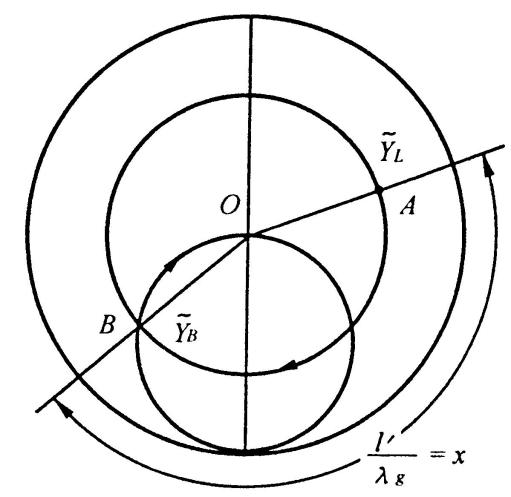 Ỹ_L
O
A
B
Ỹ_B
l′/λg = x